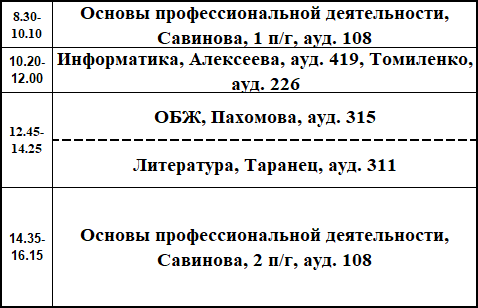 8.30-
10.10
Основы профессиональной деятельности,
Савинова, 1 п/г, ауд. 108
10.20-
12.00
Информатика, Алексеева, ауд. 419, Томиленко,
ауд. 226
12.45-
14.25
ОБЖ, Пахомова, ауд. 315
Литература, Таранец, ауд. 311
14.35-
16.15
Основы профессиональной деятельности,
Савинова, 2 п/г, ауд. 108